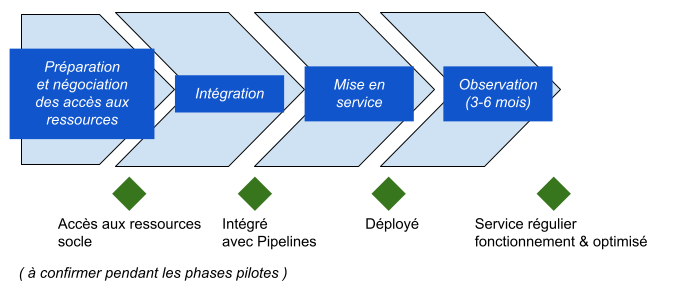 Préparation
et négociation
des accès aux
ressources
Intégration
Mise en
service
Observation
(3-6 mois)
Accès aux ressources
socle
Intégré
avec Pipelines
Déployé
Service régulier
fonctionnement & optimisé
( à confirmer pendant les phases pilotes )